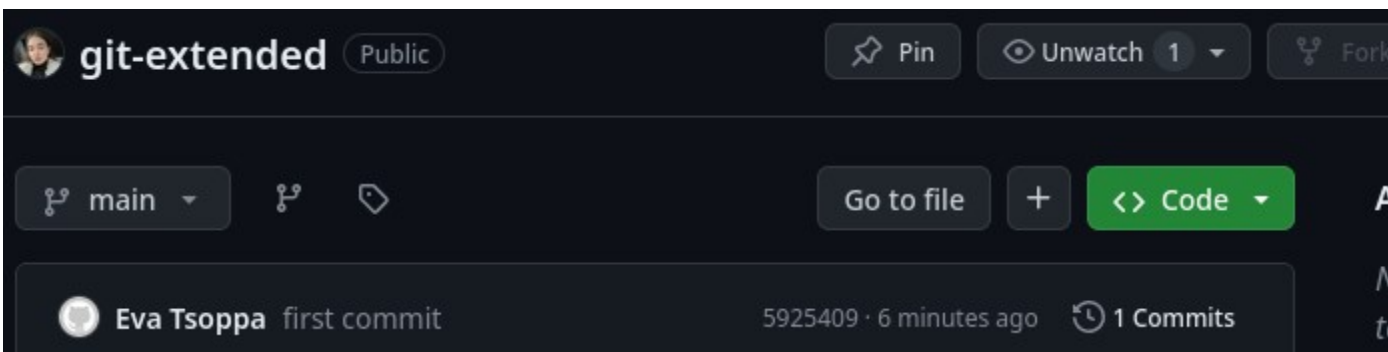 git-extended Public Pin Unwatch 1 Fork
main Go to file + Code
Eva Tsoppa first commit 5925409 · 6 minutes ago 1 Commits